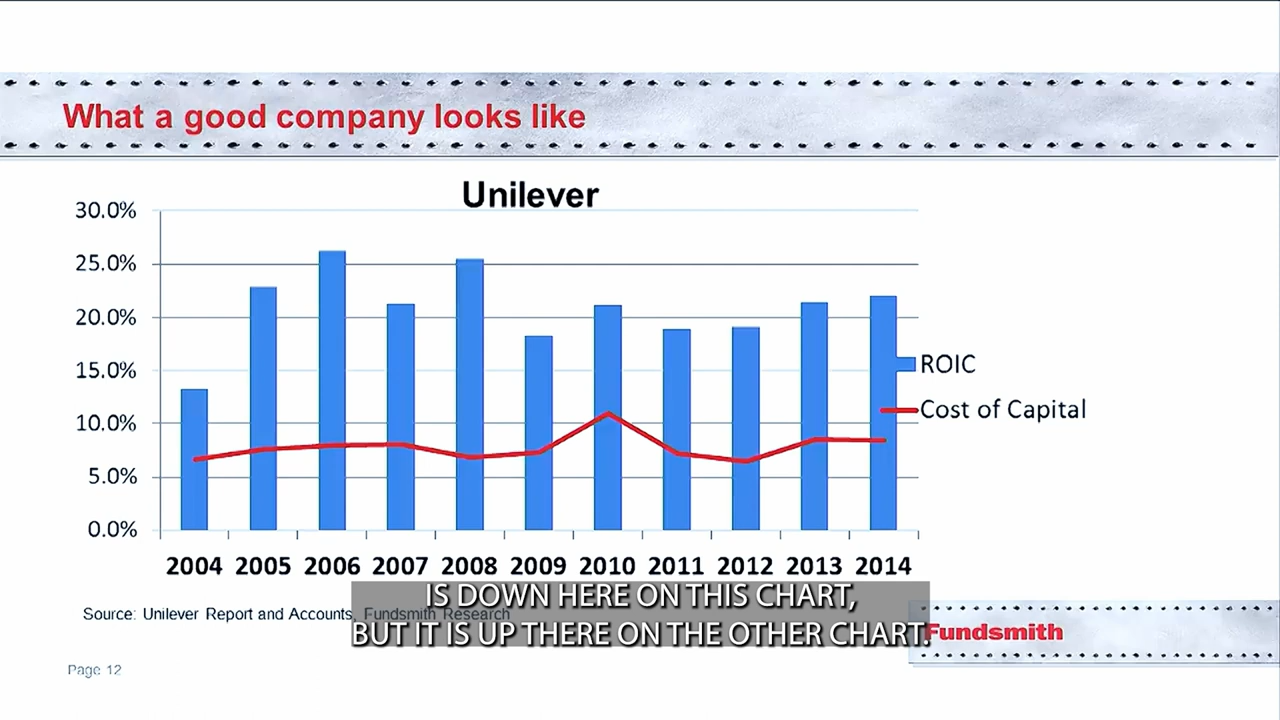 What a good company looks like
Unilever
30.0%
25.0%
20.0%
15.0%
10.0%
5.0%
0.0%
ROIC
Cost of Capital
2004 2005 2006 2007 2008 2009 2010 2011 2012 2013 2014
Source: Unilever Report and Accounts, Fundsmith Research
IS DOWN HERE ON THIS CHART,
BUT IT IS UP THERE ON THE OTHER CHART.
Fundsmith
Page 12